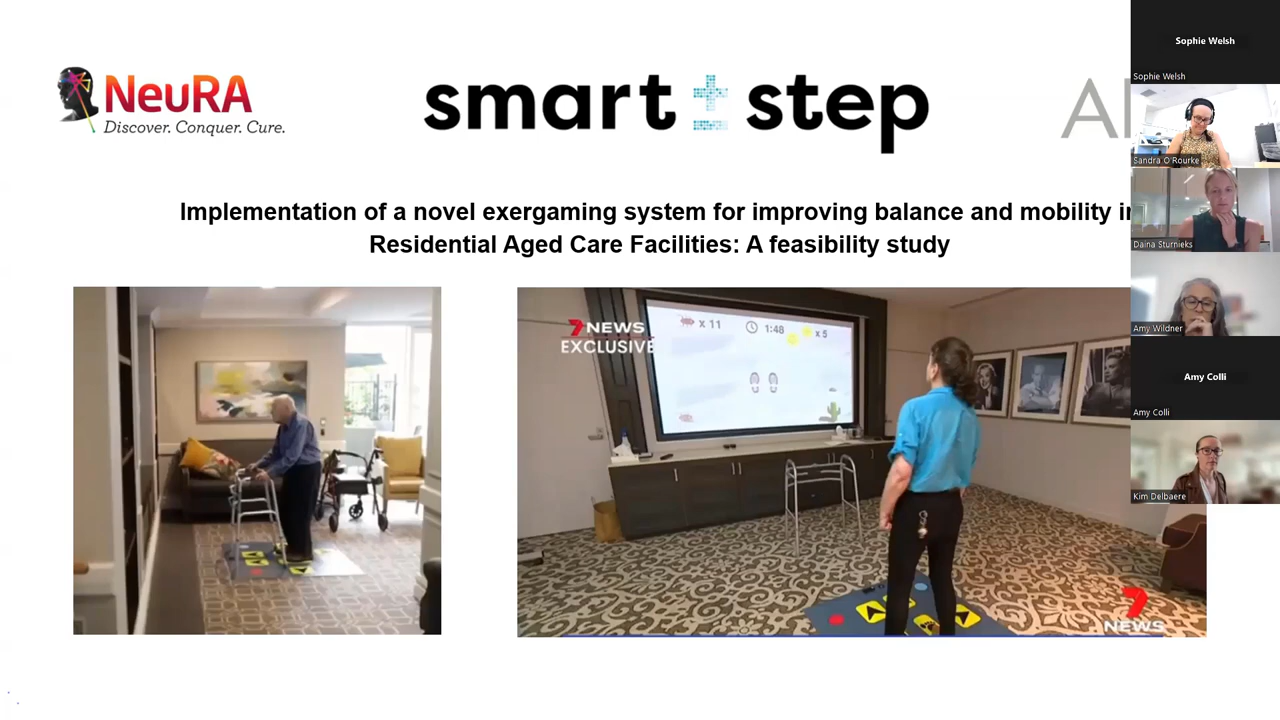 NeuRA
Discover. Conquer. Cure.
smart step
Implementation of a novel exergaming system for improving balance and mobility in
Residential Aged Care Facilities: A feasibility study
7NEWS
EXCLUSIVE
x 11
1:48
x 5
7
NEWS
Sophie Welsh
Sophie Welsh
Sandra O'Rourke
Daina Sturnieks
Amy Wildner
Amy Colli
Amy Colli
Kim Delbaere